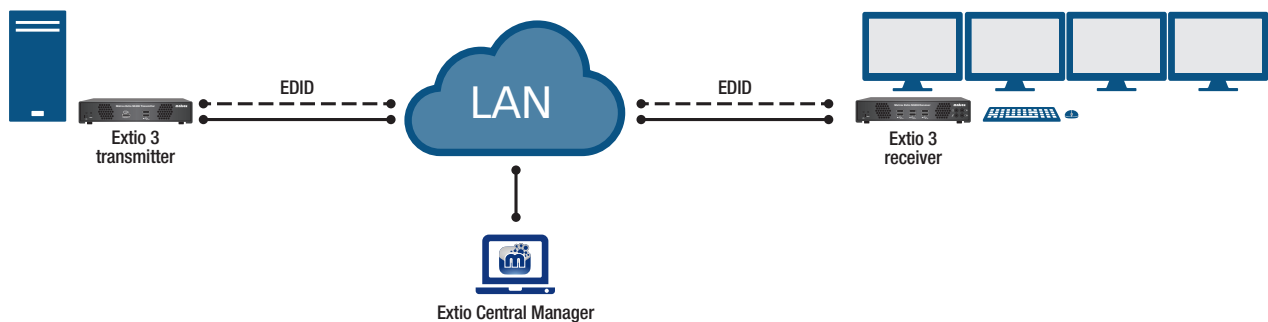 EDID
LAN
EDID
Extio 3
transmitter
Extio 3
receiver
m
Extio Central Manager